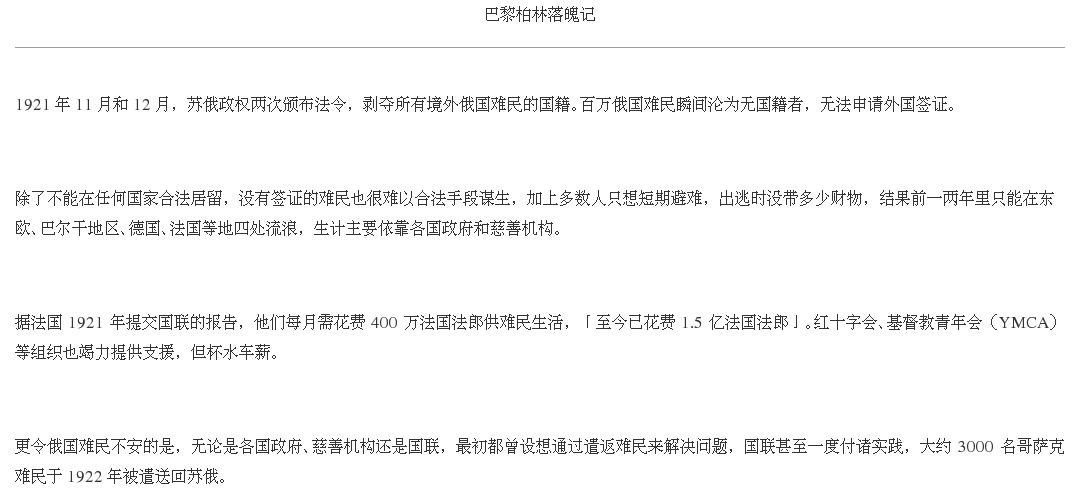 巴黎柏林落魄记
1921 年 11 月和 12 月，苏俄政权两次颁布法令，剥夺所有境外俄国难民的国籍。百万俄国难民瞬间沦为无国籍者，无法申请外国签证。
除了不能在任何国家合法居留，没有签证的难民也很难以合法手段谋生，加上多数人只想短期避难，出逃时没带多少财物，结果前一两年里只能在东
欧、巴尔干地区、德国、法国等地四处流浪，生计主要依靠各国政府和慈善机构。
据法国 1921 年提交国联的报告，他们每月需花费 400 万法国法郎供难民生活，「至今已花费 1.5 亿法国法郎」。红十字会、基督教青年会（YMCA）
等组织也竭力提供支援，但杯水车薪。
更令俄国难民不安的是，无论是各国政府、慈善机构还是国联，最初都曾设想通过遣返难民来解决问题，国联甚至一度付诸实践，大约 3000 名哥萨克
难民于 1922 年被遣送回苏俄。